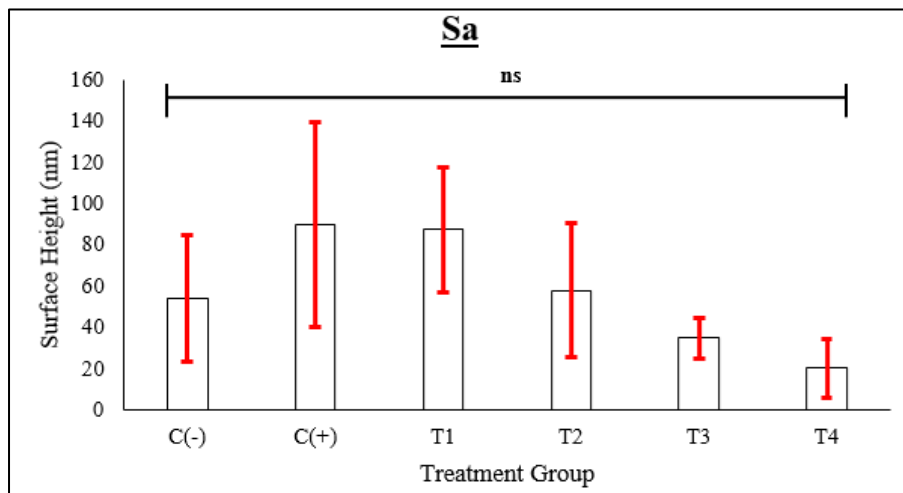 Sa
ns
Surface Height (nm)
160
140
120
100
80
60
40
20
0
C(-) C(+) T1 T2 T3 T4
Treatment Group